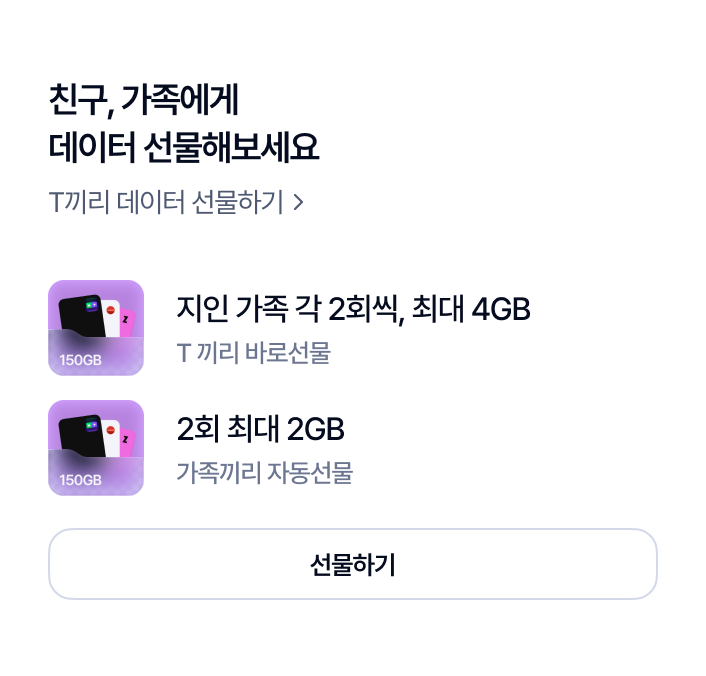 친구, 가족에게
데이터 선물해보세요
T끼리 데이터 선물하기 >
150GB
지인 가족 각 2회씩, 최대 4GB
T 끼리 바로선물
150GB
2회 최대 2GB
가족끼리 자동선물
선물하기